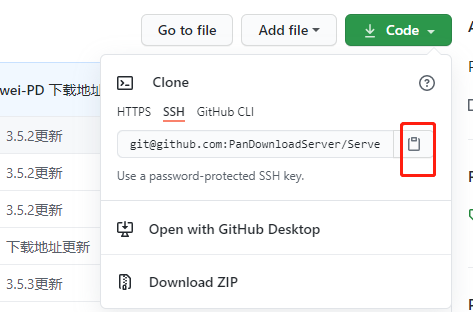 Go to file Add file Code
wei-PD 下载地址
Clone
HTTPS SSH GitHub CLI
3.5.2更新
git@github.com:PanDownloadServer/Serve
3.5.2更新
Use a password-protected SSH key.
3.5.2更新
Open with GitHub Desktop
下载地址更新
3.5.3更新
Download ZIP